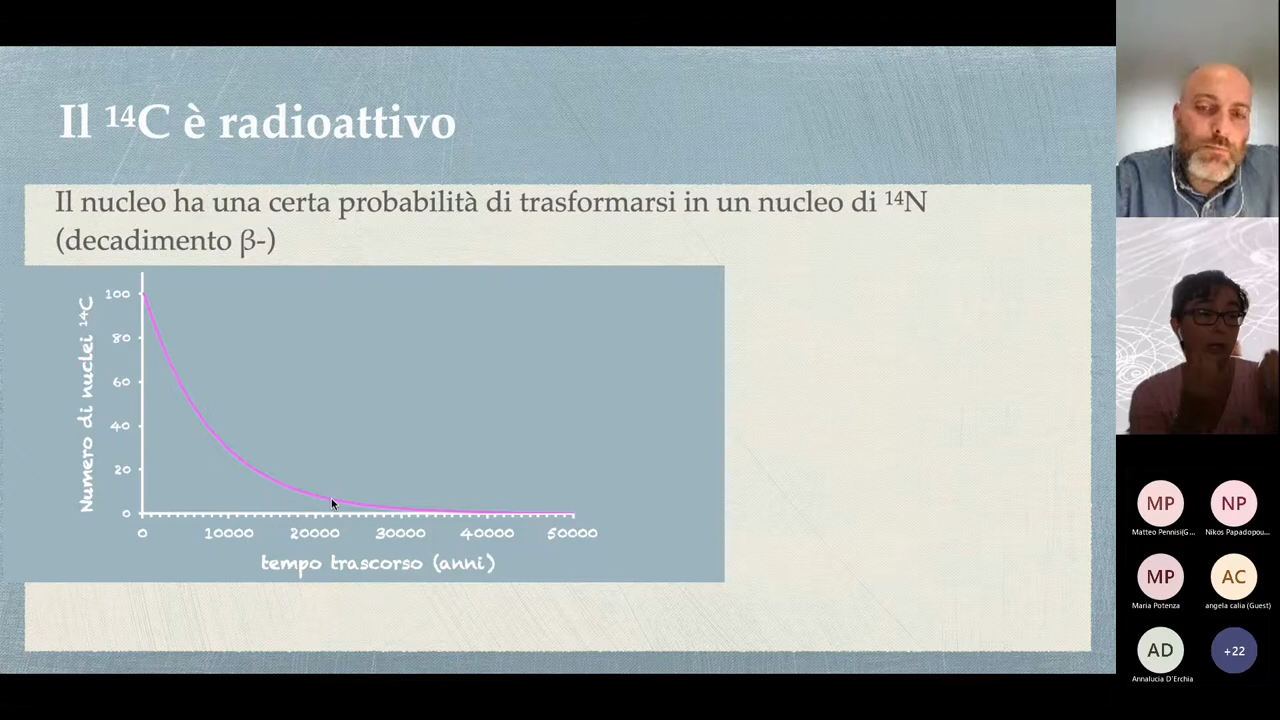 Il ¹⁴C è radioattivo
Il nucleo ha una certa probabilità di trasformarsi in un nucleo di ¹⁴N
(decadimento β-)
Numero di nuclei ¹⁴C
100
80
60
40
20
0
0 10000 20000 30000 40000 50000
tempo trascorso (anni)
MP NP
Matteo Pennisi(G... Nikos Papadopou...
MP AC
Maria Potenza angela calia (Guest)
AD +22
Annalucia D'Erchia